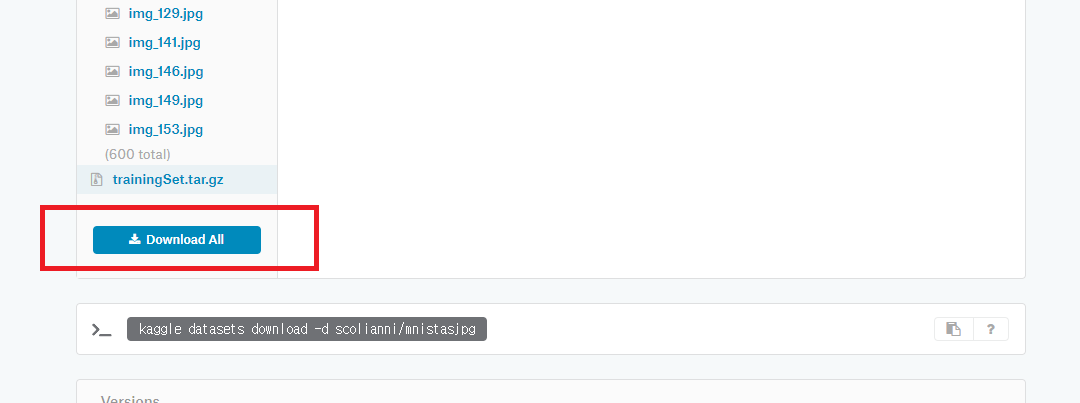 img_129.jpg
img_141.jpg
img_146.jpg
img_149.jpg
img_153.jpg
(600 total)
trainingSet.tar.gz
Download All
>_ kaggle datasets download -d scolianni/mnistasjpg ?
Versions